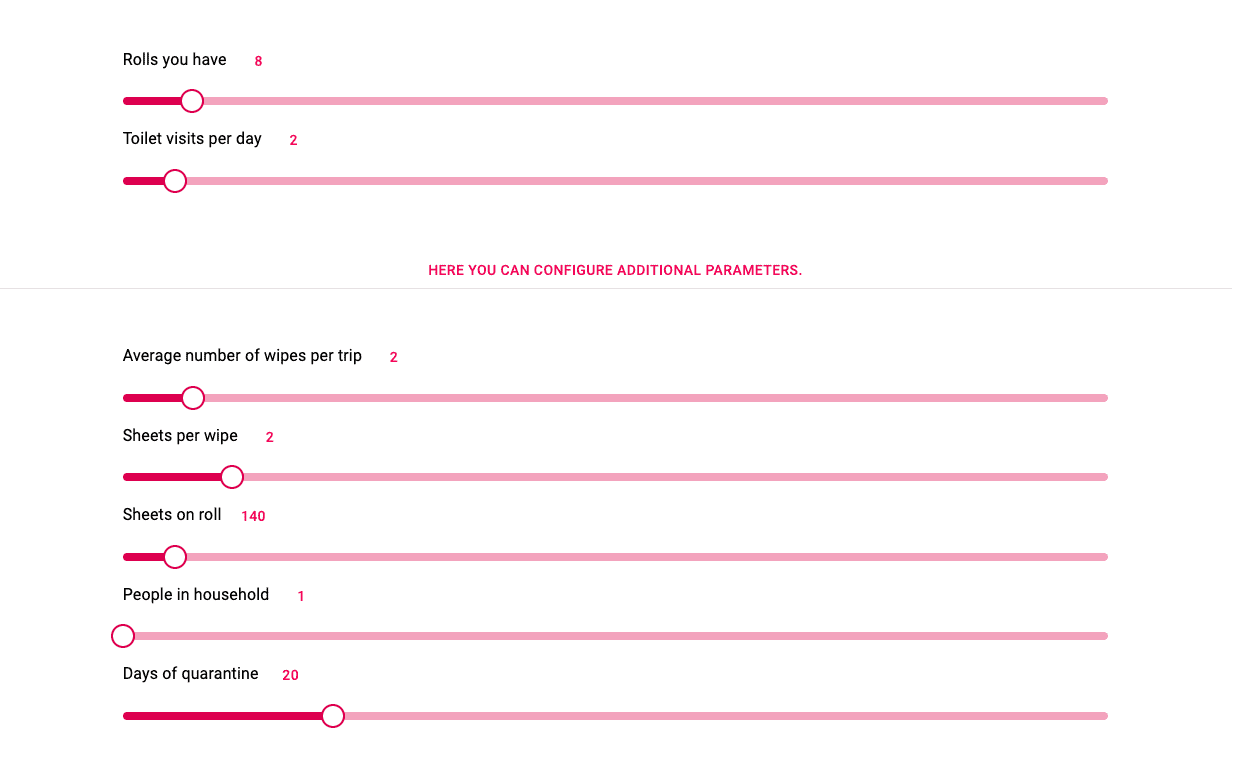 Rolls you have 8
Toilet visits per day 2
HERE YOU CAN CONFIGURE ADDITIONAL PARAMETERS.
Average number of wipes per trip 2
Sheets per wipe 2
Sheets on roll 140
People in household 1
Days of quarantine 20